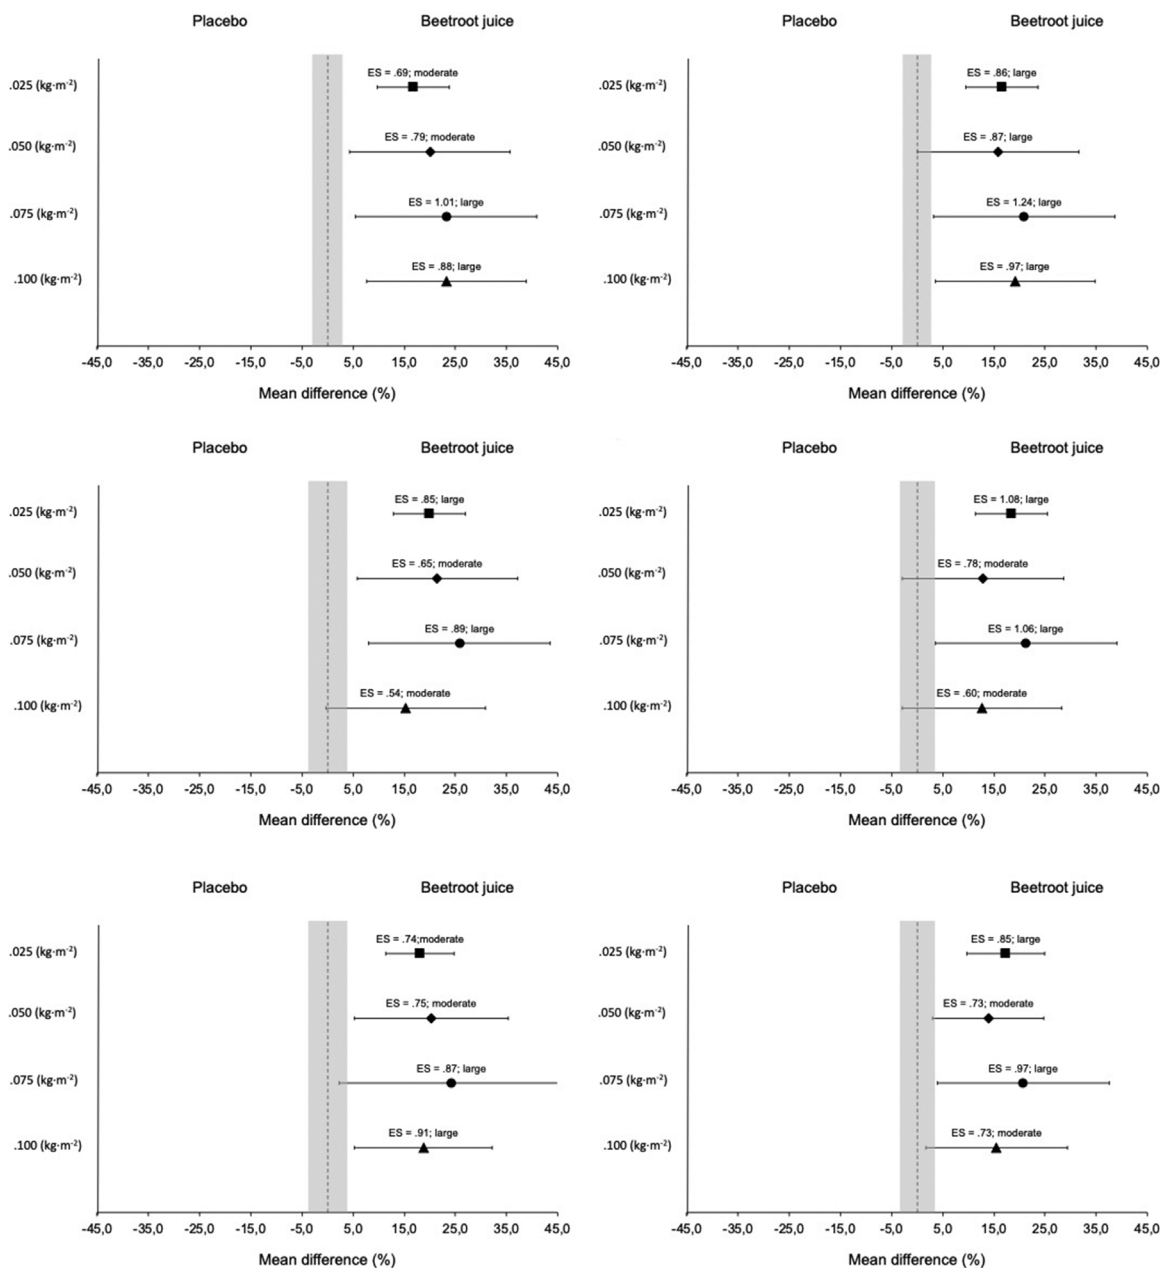 Placebo Beetroot juice
.025 (kg·m⁻²) ES = .69; moderate
.050 (kg·m⁻²) ES = .79; moderate
.075 (kg·m⁻²) ES = 1.01; large
.100 (kg·m⁻²) ES = .88; large
-45,0 -35,0 -25,0 -15,0 -5,0 5,0 15,0 25,0 35,0 45,0
Mean difference (%)
Placebo Beetroot juice
.025 (kg·m⁻²) ES = .86; large
.050 (kg·m⁻²) ES = .87; large
.075 (kg·m⁻²) ES = 1.24; large
.100 (kg·m⁻²) ES = .97; large
-45,0 -35,0 -25,0 -15,0 -5,0 5,0 15,0 25,0 35,0 45,0
Mean difference (%)
Placebo Beetroot juice
.025 (kg·m⁻²) ES = .85; large
.050 (kg·m⁻²) ES = .65; moderate
.075 (kg·m⁻²) ES = .89; large
.100 (kg·m⁻²) ES = .54; moderate
-45,0 -35,0 -25,0 -15,0 -5,0 5,0 15,0 25,0 35,0 45,0
Mean difference (%)
Placebo Beetroot juice
.025 (kg·m⁻²) ES = 1.08; large
.050 (kg·m⁻²) ES = .78; moderate
.075 (kg·m⁻²) ES = 1.06; large
.100 (kg·m⁻²) ES = .60; moderate
-45,0 -35,0 -25,0 -15,0 -5,0 5,0 15,0 25,0 35,0 45,0
Mean difference (%)
Placebo Beetroot juice
.025 (kg·m⁻²) ES = .74;moderate
.050 (kg·m⁻²) ES = .75; moderate
.075 (kg·m⁻²) ES = .87; large
.100 (kg·m⁻²) ES = .91; large
-45,0 -35,0 -25,0 -15,0 -5,0 5,0 15,0 25,0 35,0 45,0
Mean difference (%)
Placebo Beetroot juice
.025 (kg·m⁻²) ES = .85; large
.050 (kg·m⁻²) ES = .73; moderate
.075 (kg·m⁻²) ES = .97; large
.100 (kg·m⁻²) ES = .73; moderate
-45,0 -35,0 -25,0 -15,0 -5,0 5,0 15,0 25,0 35,0 45,0
Mean difference (%)